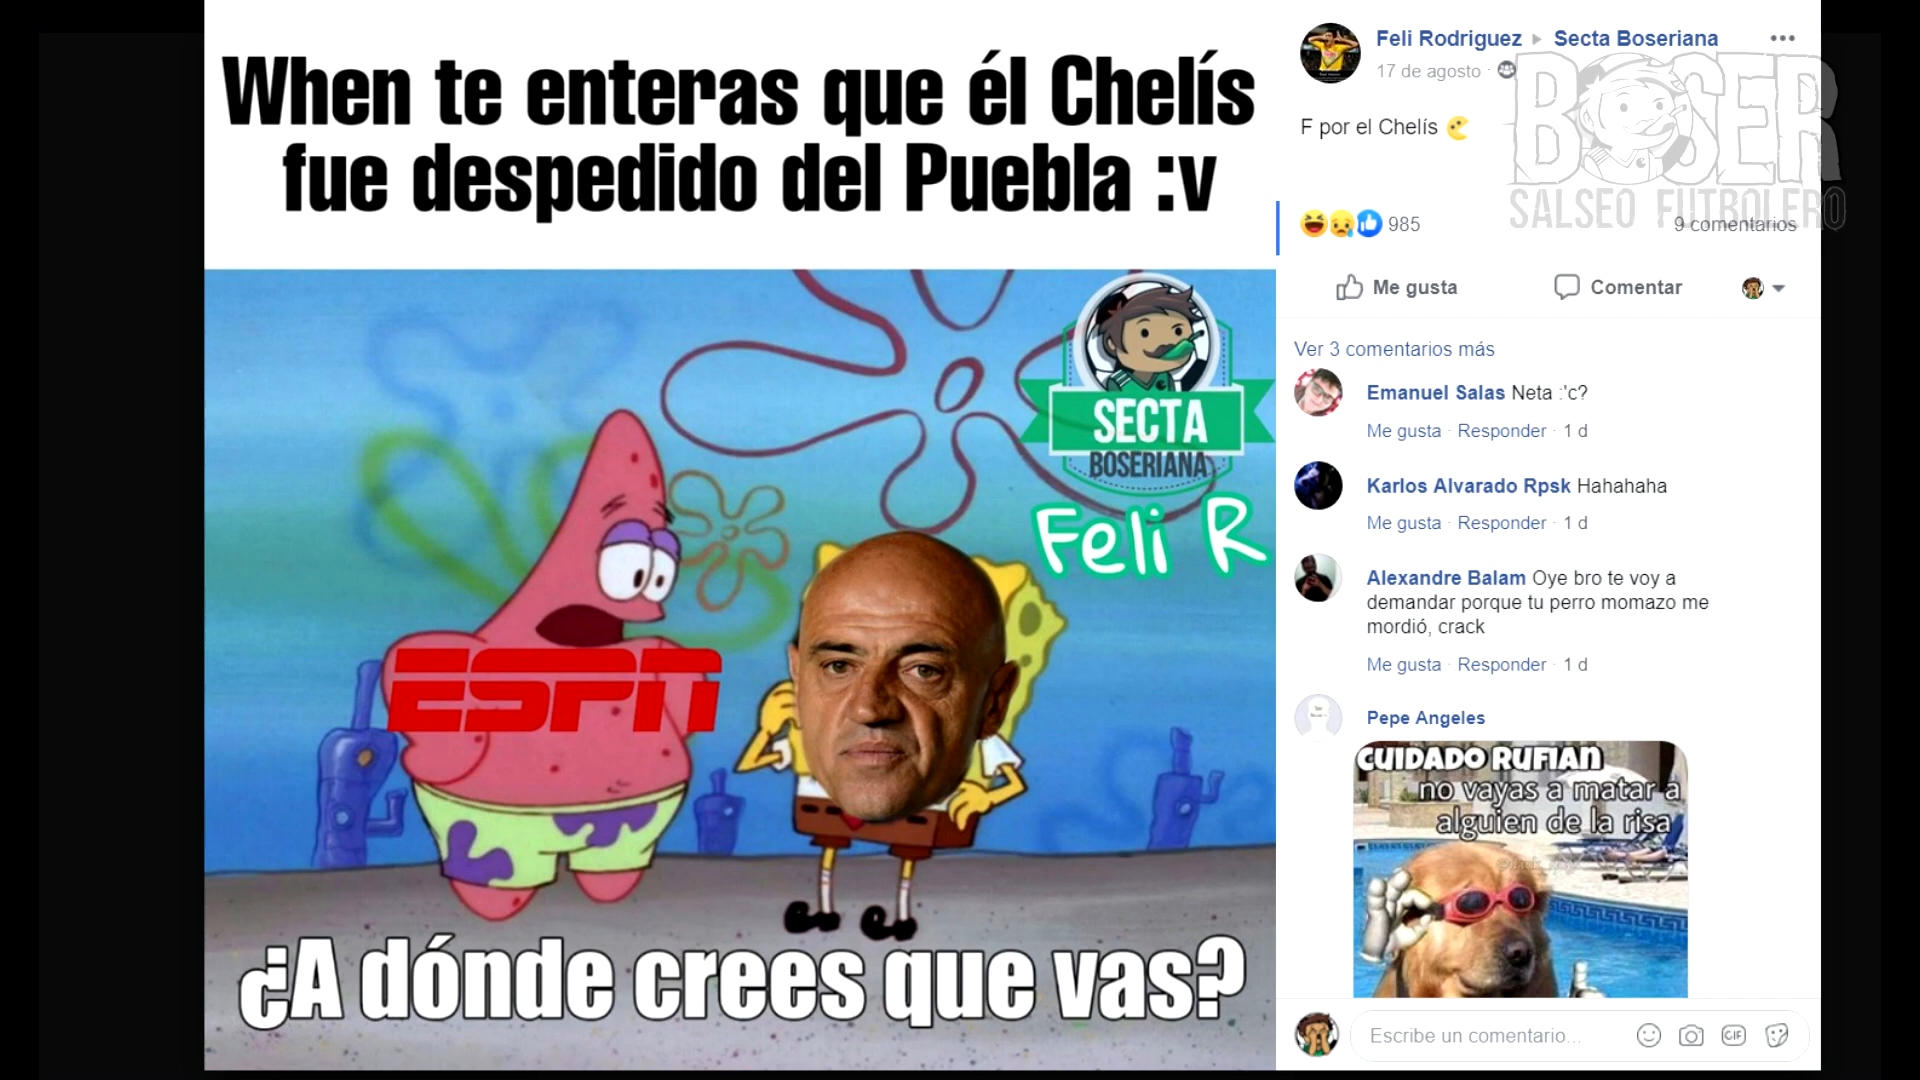 When te enteras que él Chelís
fue despedido del Puebla :v
SECTA
BOSERIANA
Feli R
ESPN
¿A dónde crees que vas?
Feli Rodriguez ▸ Secta Boseriana
17 de agosto ·
F por el Chelís
BOSER
SALSEO FUTBOLERO
985
9 comentarios
Me gusta
Comentar
Ver 3 comentarios más
Emanuel Salas Neta :'c?
Me gusta · Responder · 1 d
Karlos Alvarado Rpsk Hahahaha
Me gusta · Responder · 1 d
Alexandre Balam Oye bro te voy a
demandar porque tu perro momazo me
mordió, crack
Me gusta · Responder · 1 d
Pepe Angeles
CUIDADO RUFIAN
no vayas a matar a
alguien de la risa
Escribe un comentario...
GIF